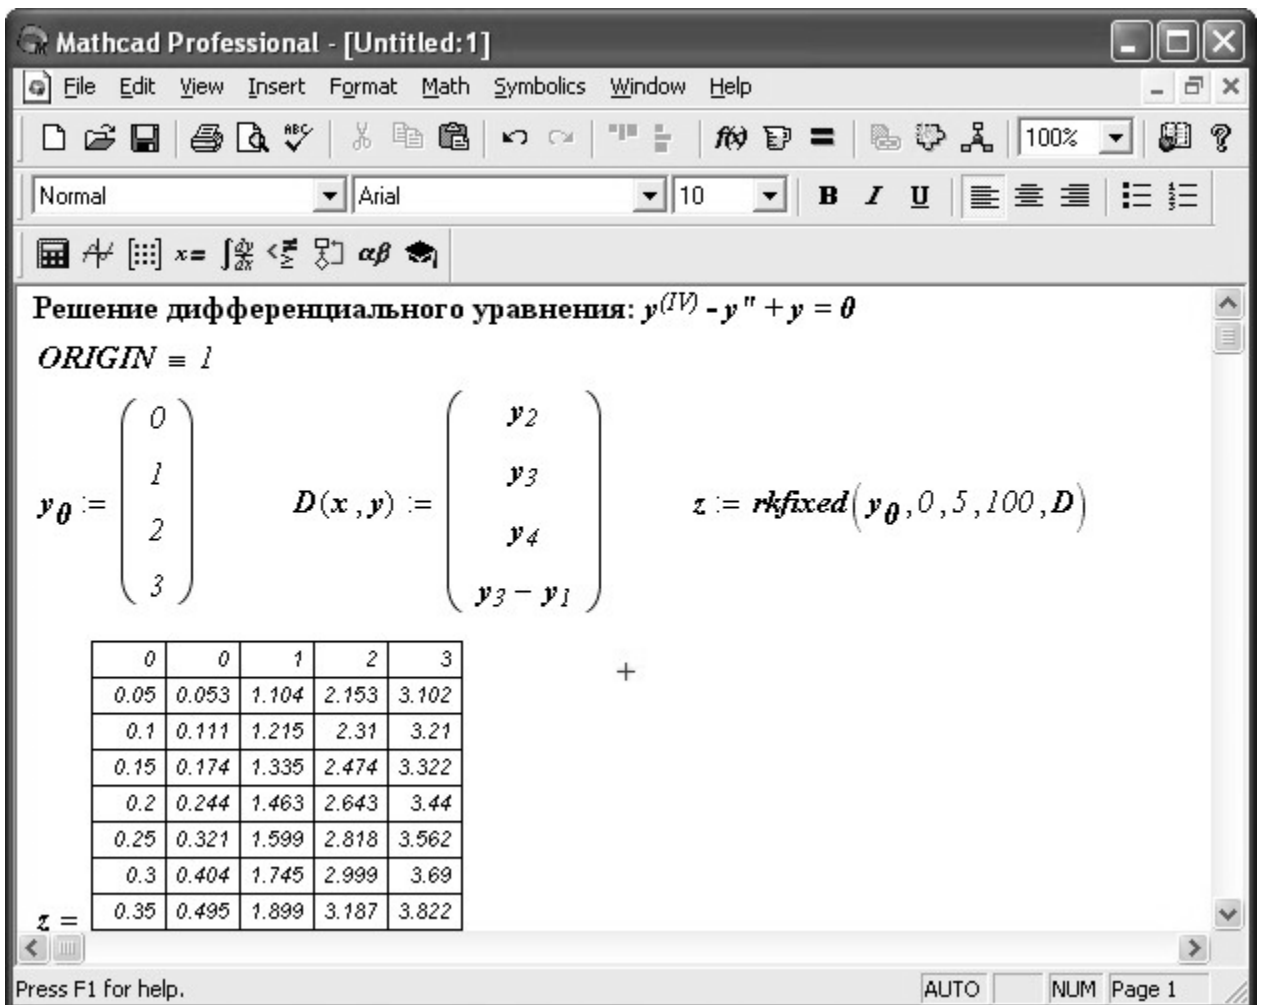 Mathcad Professional - [Untitled:1]
File Edit View Insert Format Math Symbolics Window Help
ABC f(x) = 100% ?
Normal Arial 10 B I U
x= ∫ dy/dx <≠≥ αβ
Решение дифференциального уравнения: y(IV) - y'' + y = 0
ORIGIN ≡ 1
y0 := ( 0 1 2 3 ) D(x , y) := ( y2 y3 y4 y3 − y1 ) z := rkfixed(y0 , 0 , 5 , 100 , D)
0 0 1 2 3
0.05 0.053 1.104 2.153 3.102
0.1 0.111 1.215 2.31 3.21
0.15 0.174 1.335 2.474 3.322
0.2 0.244 1.463 2.643 3.44
0.25 0.321 1.599 2.818 3.562
0.3 0.404 1.745 2.999 3.69
z = 0.35 0.495 1.899 3.187 3.822
Press F1 for help. AUTO NUM Page 1